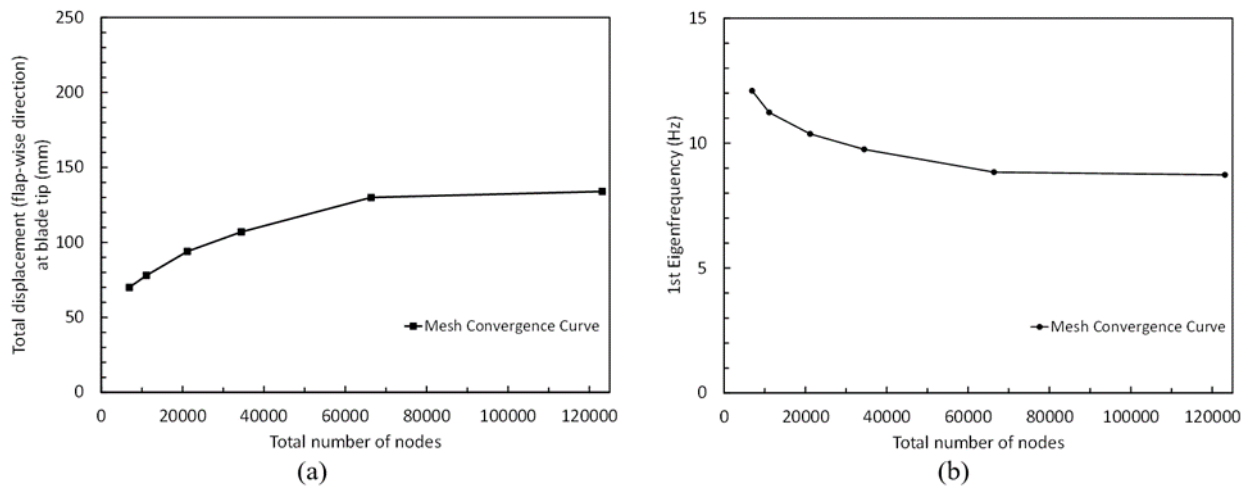 250
200
150
100
50
0
Total displacement (flap-wise direction)
at blade tip (mm)
Mesh Convergence Curve
0 20000 40000 60000 80000 100000 120000
Total number of nodes
(a)
15
10
5
0
1st Eigenfrequency (Hz)
Mesh Convergence Curve
0 20000 40000 60000 80000 100000 120000
Total number of nodes
(b)